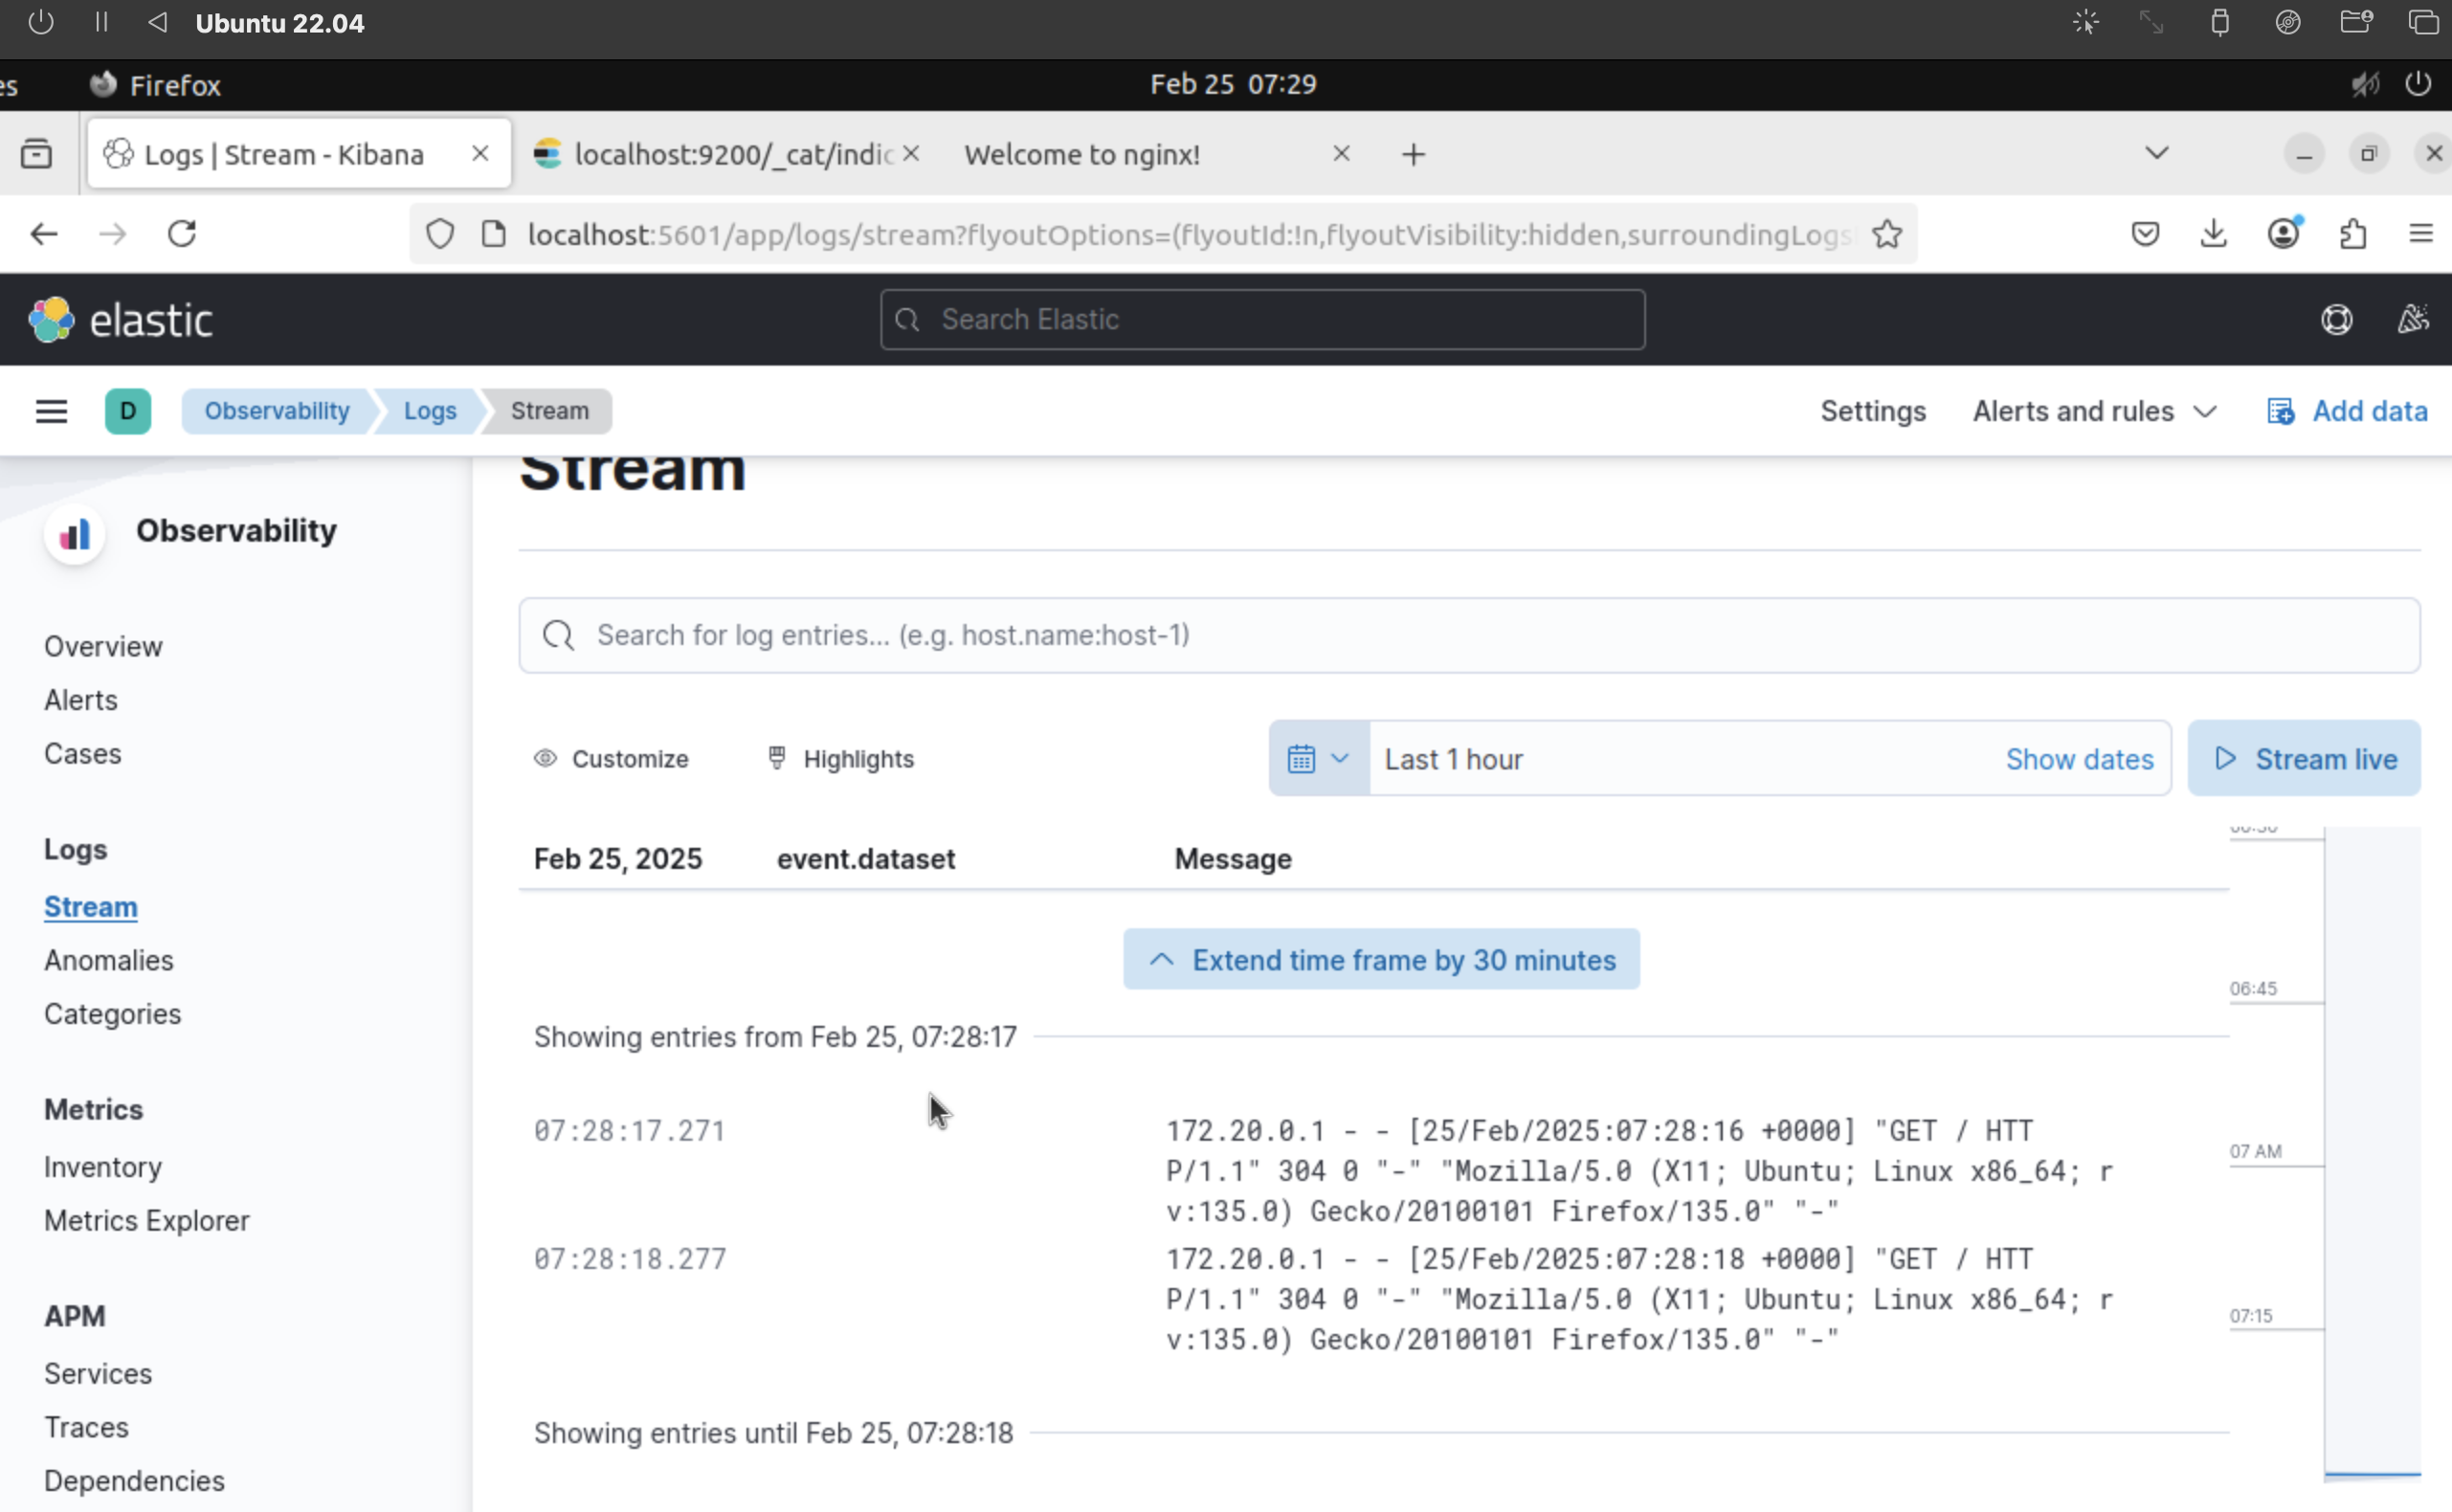 Ubuntu 22.04
es Firefox Feb 25 07:29
Logs | Stream - Kibana localhost:9200/_cat/indic Welcome to nginx!
localhost:5601/app/logs/stream?flyoutOptions=(flyoutId:!n,flyoutVisibility:hidden,surroundingLogs
elastic Search Elastic
D Observability Logs Stream Settings Alerts and rules Add data
Stream
Observability
Search for log entries... (e.g. host.name:host-1)
Overview
Alerts
Cases
Customize Highlights Last 1 hour Show dates Stream live
Logs
Stream
Anomalies
Categories
Metrics
Inventory
Metrics Explorer
APM
Services
Traces
Dependencies
Feb 25, 2025 event.dataset Message
Extend time frame by 30 minutes
Showing entries from Feb 25, 07:28:17
07:28:17.271 172.20.0.1 - - [25/Feb/2025:07:28:16 +0000] "GET / HTT
P/1.1" 304 0 "-" "Mozilla/5.0 (X11; Ubuntu; Linux x86_64; r
v:135.0) Gecko/20100101 Firefox/135.0" "-"
07:28:18.277 172.20.0.1 - - [25/Feb/2025:07:28:18 +0000] "GET / HTT
P/1.1" 304 0 "-" "Mozilla/5.0 (X11; Ubuntu; Linux x86_64; r
v:135.0) Gecko/20100101 Firefox/135.0" "-"
Showing entries until Feb 25, 07:28:18
06:45
07 AM
07:15